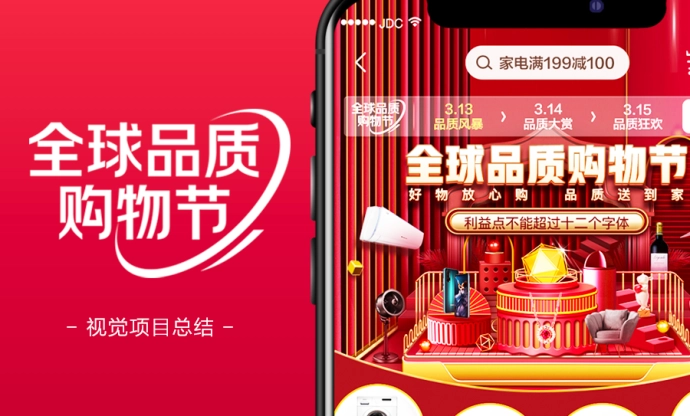 全球品质
购物节
– 视觉项目总结 –
JDC
家电满199减100
全球品质
购物节
3.13
品质风暴
3.14
品质大赏
3.15
品质狂欢
全球品质购物节
好物放心购 品质送到家
利益点不能超过十二个字体